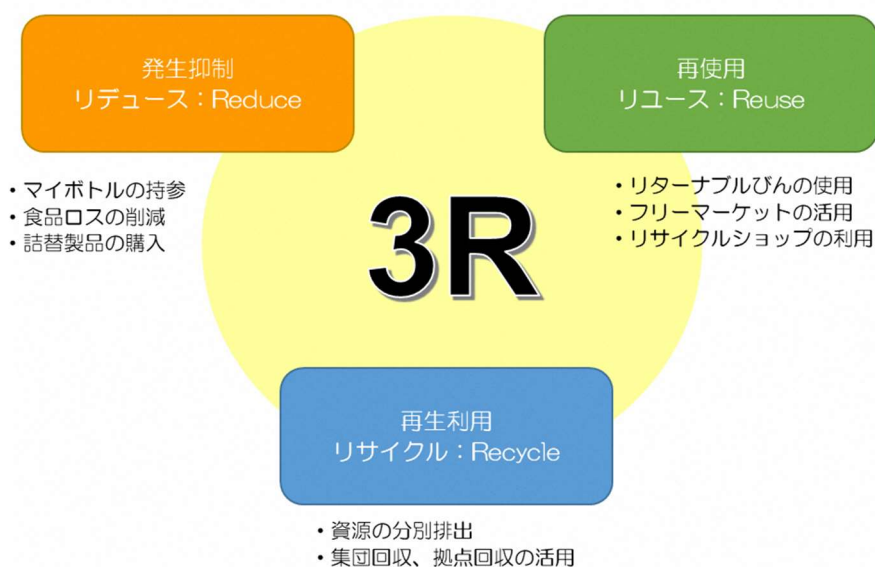 発生抑制
リデュース：Reduce
・マイボトルの持参
・食品ロスの削減
・詰替製品の購入
再使用
リユース：Reuse
・リターナブルびんの使用
・フリーマーケットの活用
・リサイクルショップの利用
3R
再生利用
リサイクル：Recycle
・資源の分別排出
・集団回収、拠点回収の活用